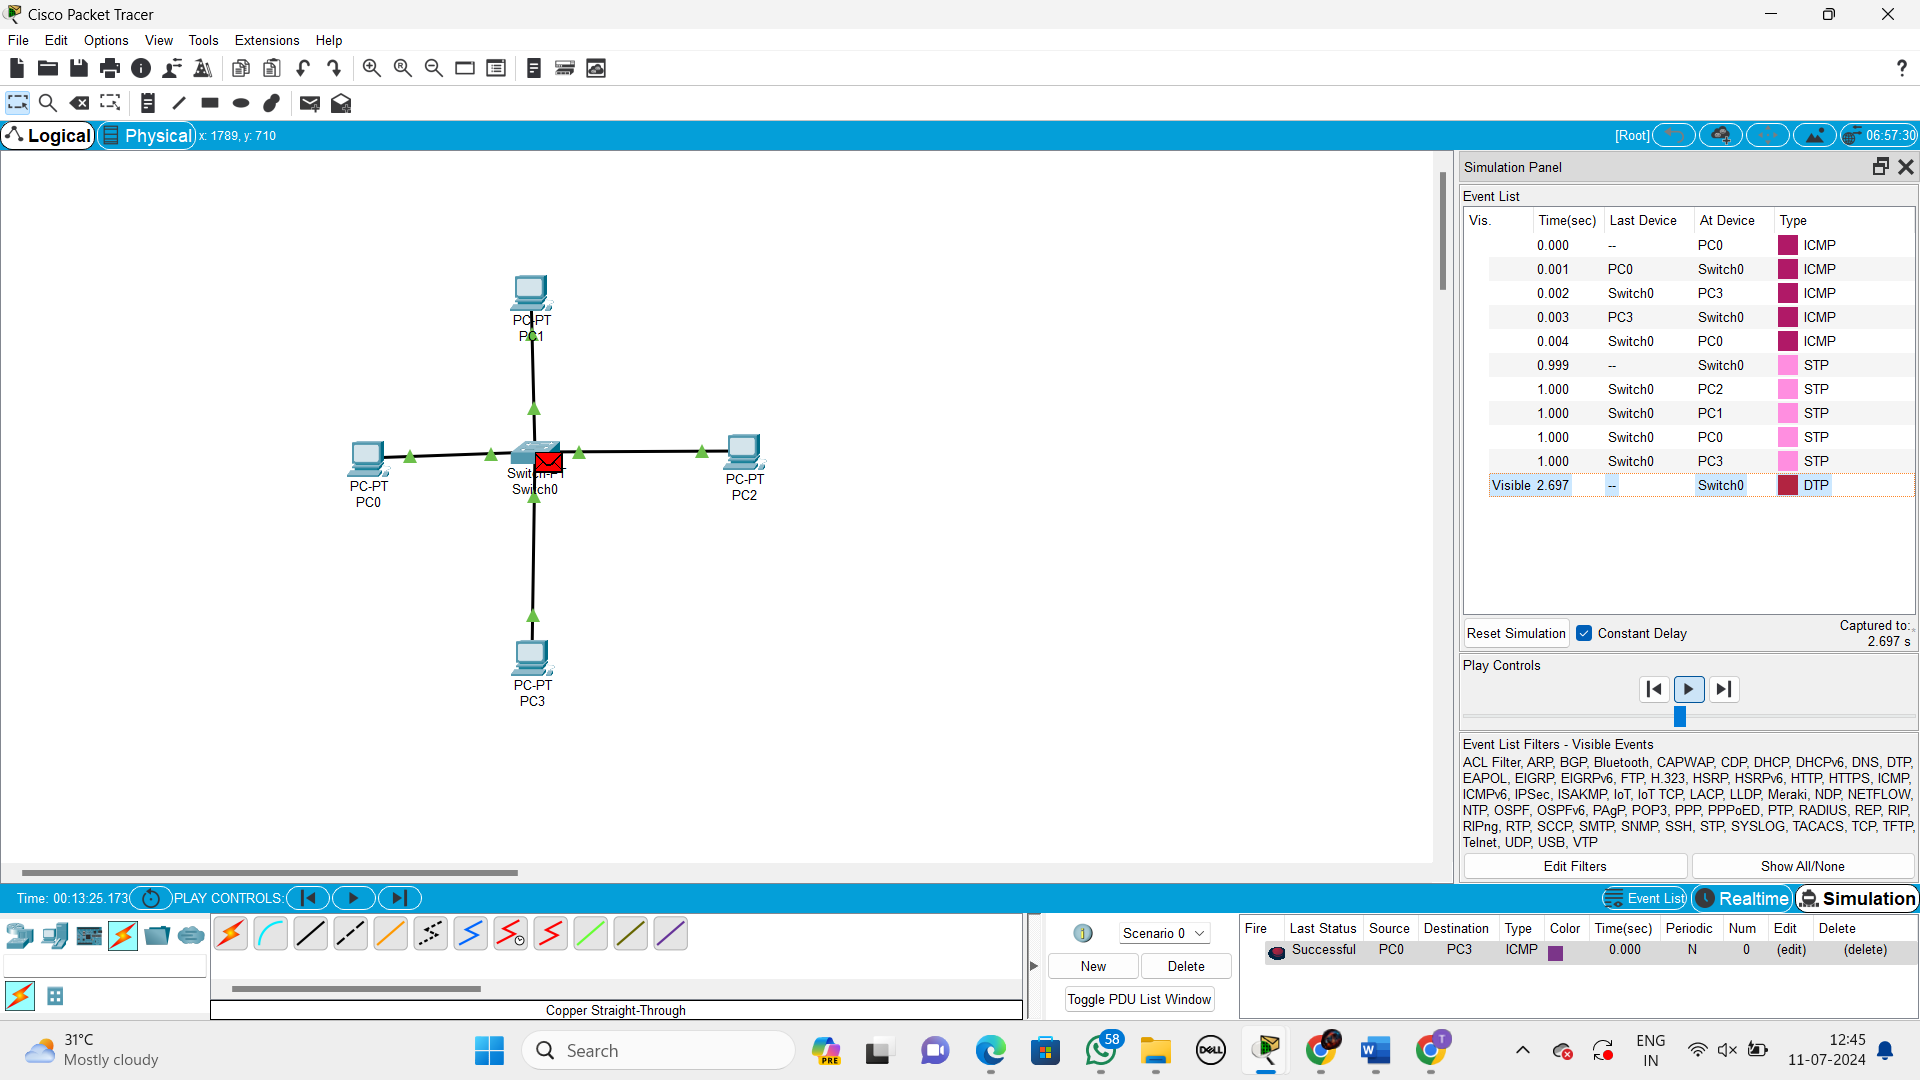 Cisco Packet Tracer
File Edit Options View Tools Extensions Help
?
Logical Physical x: 1789, y: 710 [Root] 06:57:30
PC-PT
PC1
PC-PT
PC0
Switch-PT
Switch0
PC-PT
PC2
PC-PT
PC3
Simulation Panel
Event List
Vis. Time(sec) Last Device At Device Type
0.000 -- PC0 ICMP
0.001 PC0 Switch0 ICMP
0.002 Switch0 PC3 ICMP
0.003 PC3 Switch0 ICMP
0.004 Switch0 PC0 ICMP
0.999 -- Switch0 STP
1.000 Switch0 PC2 STP
1.000 Switch0 PC1 STP
1.000 Switch0 PC0 STP
1.000 Switch0 PC3 STP
Visible 2.697 -- Switch0 DTP
Reset Simulation Constant Delay Captured to:
2.697 s
Play Controls
Event List Filters - Visible Events
ACL Filter, ARP, BGP, Bluetooth, CAPWAP, CDP, DHCP, DHCPv6, DNS, DTP,
EAPOL, EIGRP, EIGRPv6, FTP, H.323, HSRP, HSRPv6, HTTP, HTTPS, ICMP,
ICMPv6, IPSec, ISAKMP, IoT, IoT TCP, LACP, LLDP, Meraki, NDP, NETFLOW,
NTP, OSPF, OSPFv6, PAgP, POP3, PPP, PPPoED, PTP, RADIUS, REP, RIP,
RIPng, RTP, SCCP, SMTP, SNMP, SSH, STP, SYSLOG, TACACS, TCP, TFTP,
Telnet, UDP, USB, VTP
Edit Filters Show All/None
Time: 00:13:25.173 PLAY CONTROLS: Event List Realtime Simulation
1 Scenario 0
New Delete
Toggle PDU List Window
Fire Last Status Source Destination Type Color Time(sec) Periodic Num Edit Delete
Successful PC0 PC3 ICMP 0.000 N 0 (edit) (delete)
Copper Straight-Through
31°C
Mostly cloudy
Search
PRE
58
DELL
W
T
ENG
IN
12:45
11-07-2024